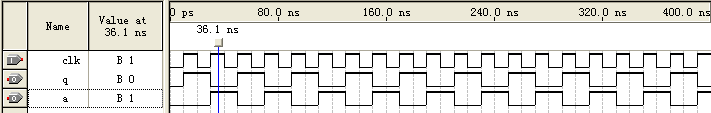 Name
Value at
36.1 ns
0 ps
80.0 ns
160.0 ns
240.0 ns
320.0 ns
400.0 ns
36.1 ns
clk
B 1
q
B 0
a
B 1